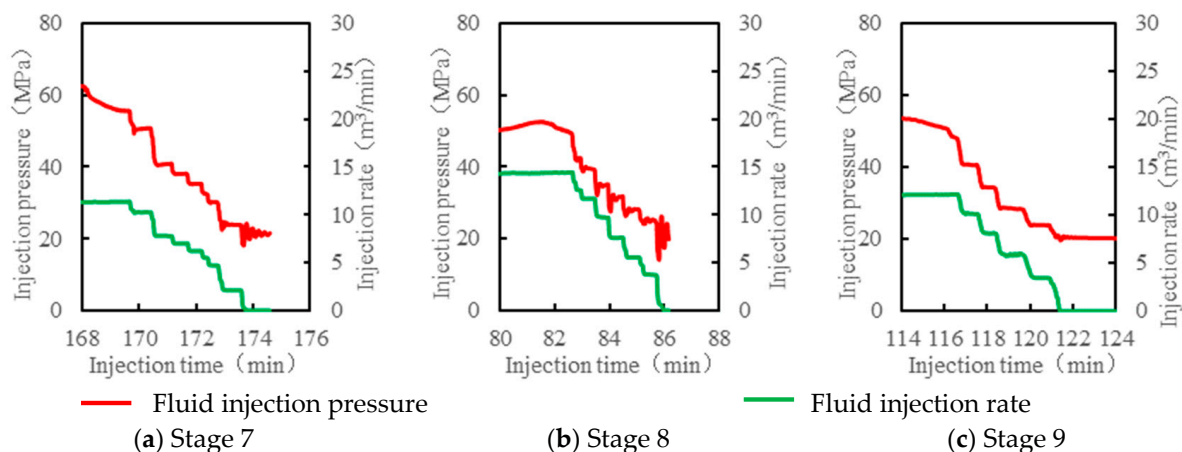 80
60
40
20
0
Injection pressure (MPa)
30
25
20
15
10
5
0
Injection rate (m³/min)
168 170 172 174 176
Injection time (min)
80
60
40
20
0
Injection pressure (MPa)
30
25
20
15
10
5
0
Injection rate (m³/min)
80 82 84 86 88
Injection time (min)
80
60
40
20
0
Injection pressure (MPa)
30
25
20
15
10
5
0
Injection rate (m³/min)
114 116 118 120 122 124
Injection time (min)
Fluid injection pressure
Fluid injection rate
(a) Stage 7
(b) Stage 8
(c) Stage 9